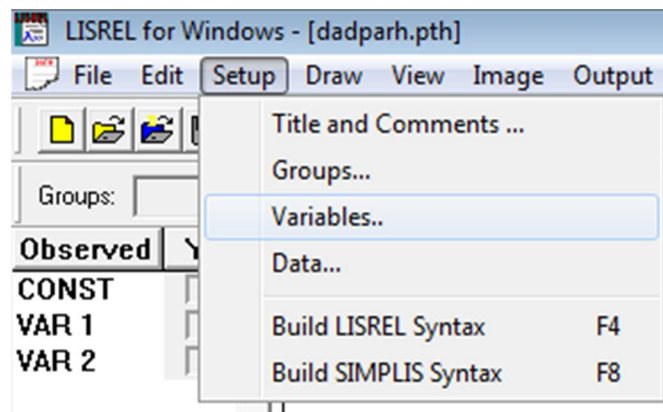 LISREL for Windows - [dadparh.pth]
File Edit Setup Draw View Image Output
Title and Comments ...
Groups...
Variables..
Data...
Build LISREL Syntax F4
Build SIMPLIS Syntax F8
Groups:
Observed Y
CONST
VAR 1
VAR 2